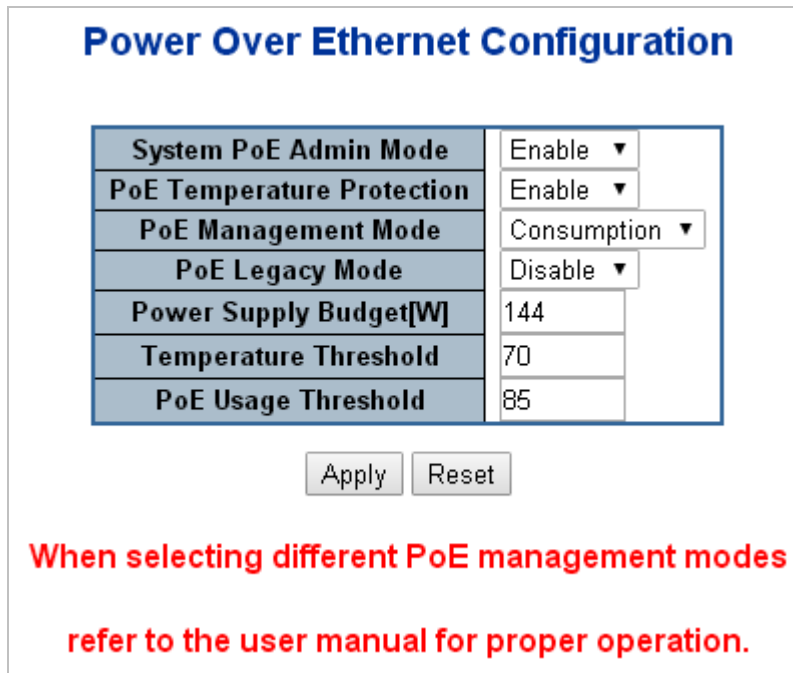 Power Over Ethernet Configuration
System PoE Admin Mode Enable
PoE Temperature Protection Enable
PoE Management Mode Consumption
PoE Legacy Mode Disable
Power Supply Budget[W] 144
Temperature Threshold 70
PoE Usage Threshold 85
Apply Reset
When selecting different PoE management modes
refer to the user manual for proper operation.